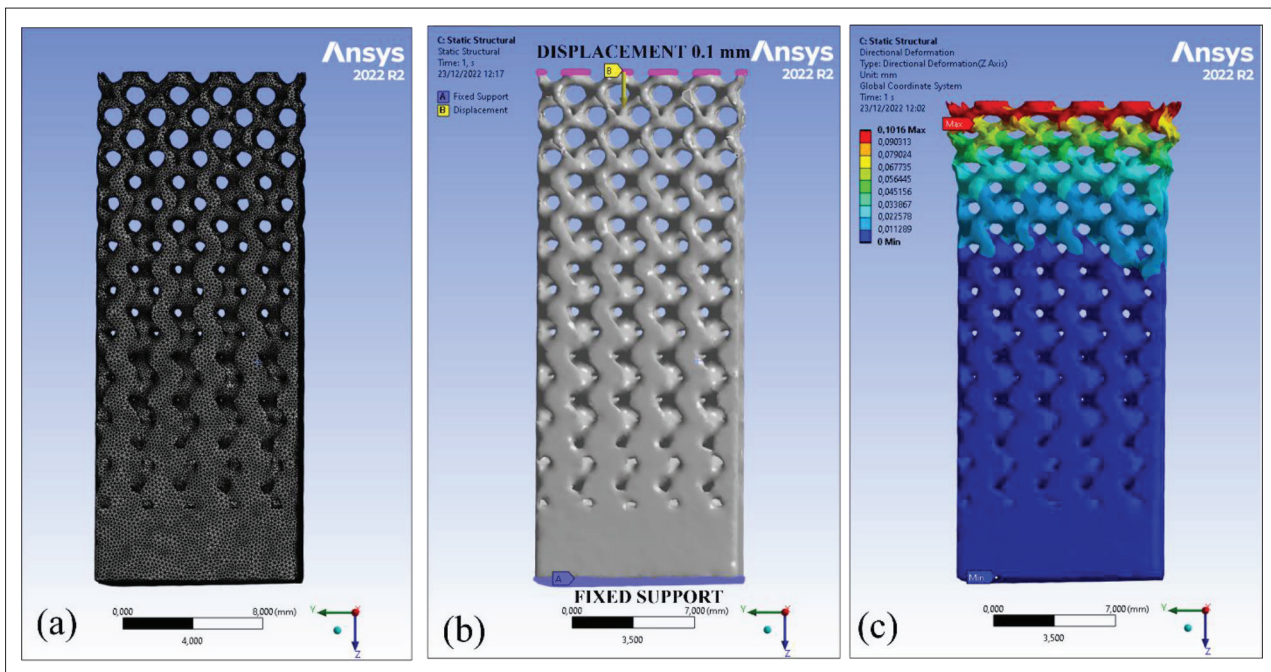 Ansys
2022 R2
0,000
8,000 (mm)
4,000
Y
X
Z
(a)
C: Static Structural
Static Structural
Time: 1, s
23/12/2022 12:17
A Fixed Support
B Displacement
DISPLACEMENT 0.1 mm
B
Ansys
2022 R2
A
FIXED SUPPORT
0,000
7,000 (mm)
3,500
Y
X
Z
(b)
C: Static Structural
Directional Deformation
Type: Directional Deformation(Z Axis)
Unit: mm
Global Coordinate System
Time: 1 s
23/12/2022 12:02
Ansys
2022 R2
Max
0,1016 Max
0,090313
0,079024
0,067735
0,056445
0,045156
0,033867
0,022578
0,011289
0 Min
Min
0,000
7,000 (mm)
3,500
Y
X
Z
(c)